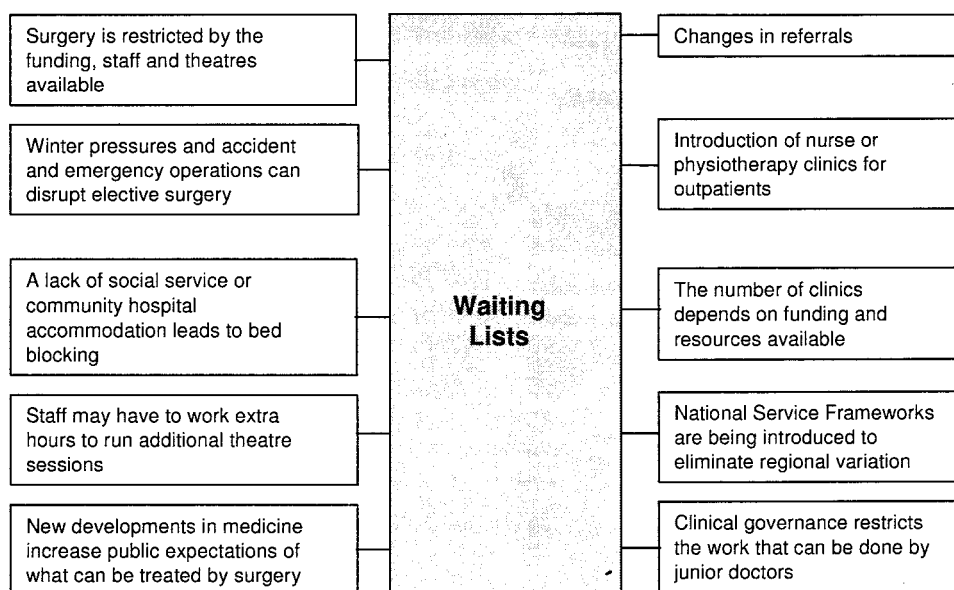 Surgery is restricted by the
funding, staff and theatres
available
Winter pressures and accident
and emergency operations can
disrupt elective surgery
A lack of social service or
community hospital
accommodation leads to bed
blocking
Staff may have to work extra
hours to run additional theatre
sessions
New developments in medicine
increase public expectations of
what can be treated by surgery
Waiting
Lists
Changes in referrals
Introduction of nurse or
physiotherapy clinics for
outpatients
The number of clinics
depends on funding and
resources available
National Service Frameworks
are being introduced to
eliminate regional variation
Clinical governance restricts
the work that can be done by
junior doctors